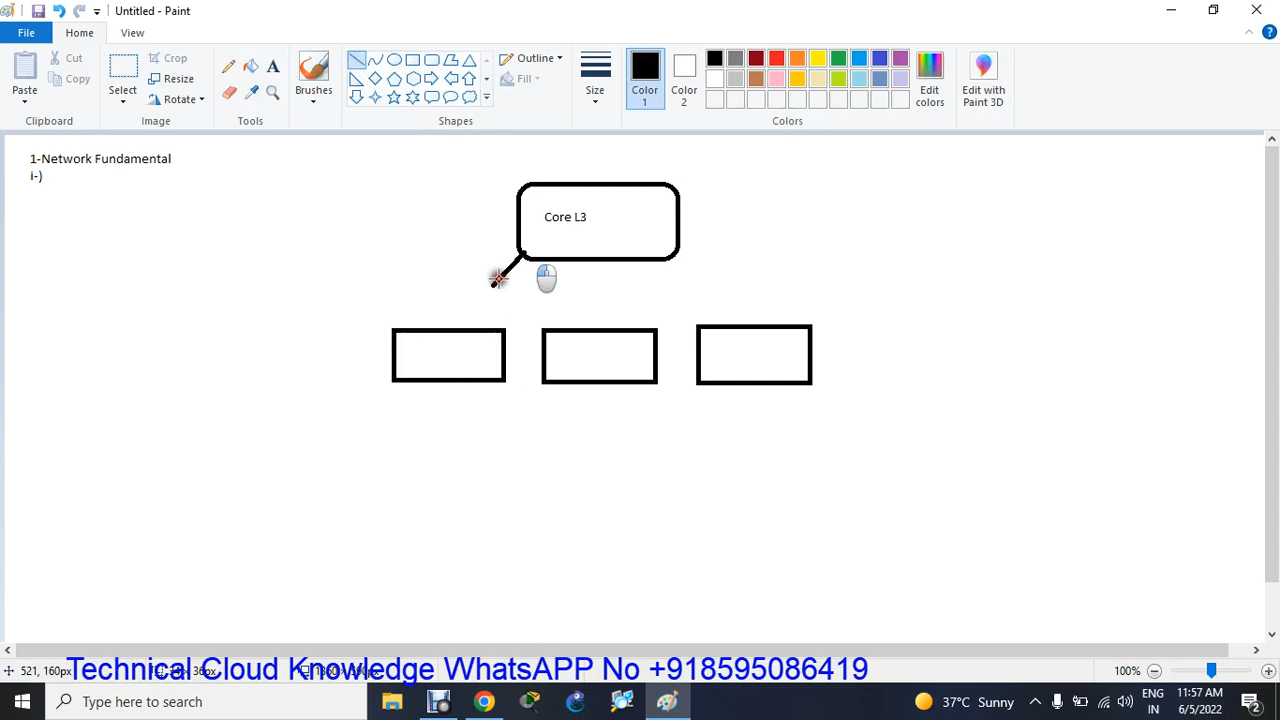 Untitled - Paint
File
Home
View
Paste
Cut
Copy
Clipboard
Select
Crop
Resize
Rotate
Image
A
Tools
Brushes
Shapes
Outline
Fill
Size
Color
1
Color
2
Edit
colors
Edit with
Paint 3D
Colors
1-Network Fundamental
i-)
Core L3
521, 160px
100%
Technical Cloud Knowledge WhatsAPP No +918595086419
Type here to search
37°C Sunny
ENG
IN
11:57 AM
6/5/2022
2